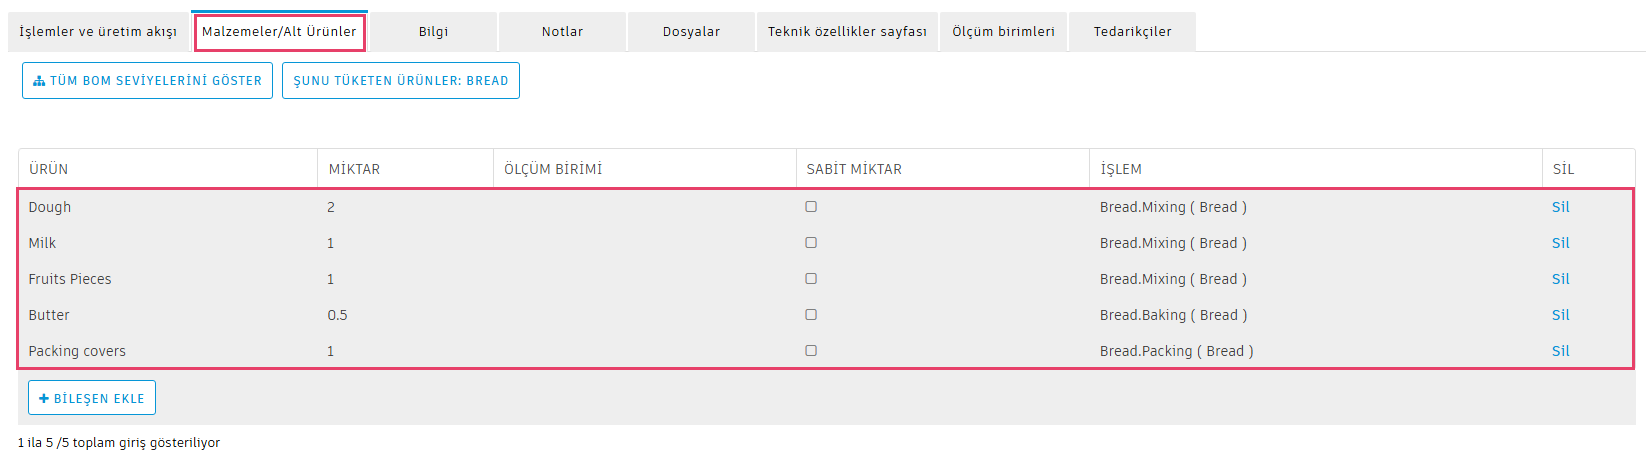 İşlemler ve üretim akışı Malzemeler/Alt Ürünler Bilgi Notlar Dosyalar Teknik özellikler sayfası Ölçüm birimleri Tedarikçiler
TÜM BOM SEVİYELERİNİ GÖSTER ŞUNU TÜKETEN ÜRÜNLER: BREAD
ÜRÜN MİKTAR ÖLÇÜM BİRİMİ SABİT MİKTAR İŞLEM SİL
Dough 2 Bread.Mixing ( Bread ) Sil
Milk 1 Bread.Mixing ( Bread ) Sil
Fruits Pieces 1 Bread.Mixing ( Bread ) Sil
Butter 0.5 Bread.Baking ( Bread ) Sil
Packing covers 1 Bread.Packing ( Bread ) Sil
+ BİLEŞEN EKLE
1 ila 5 /5 toplam giriş gösteriliyor